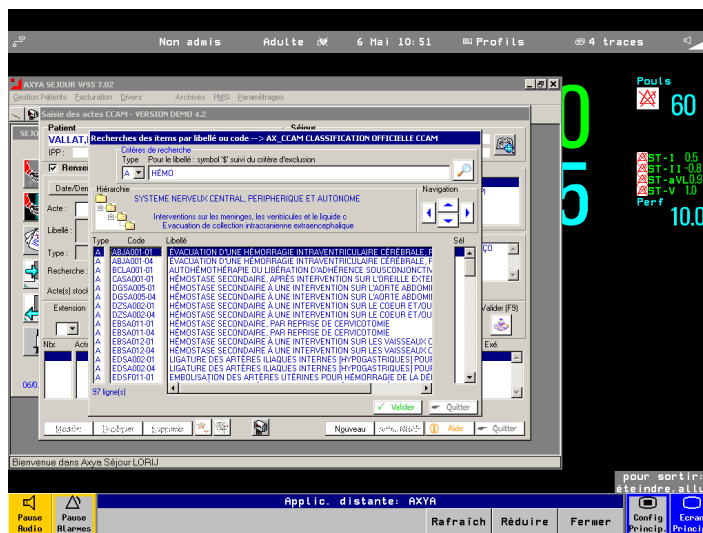 Non admis Adulte 6 Mai 10:51 Profils 4 traces
AXYA SEJOUR W95 7.02
Gestion Patients Facturation Divers Archives PMSI Paramétrages
Saisie des actes CCAM - VERSION DEMO 4.2
Patient Séjour
VALLAT,
IPP :
Recherches des items par libellé ou code --> AX_CCAM CLASSIFICATION OFFICIELLE CCAM
Critères de recherche
Type Pour le libellé : symbol '$' suivi du critère d'exclusion
A HÉMO
Hiérarchie Navigation
SYSTEME NERVEUX CENTRAL, PERIPHERIQUE ET AUTONOME
Interventions sur les meninges, les ventricules et le liquide c
Evacuation de collection intracranienne extraencephalique
Type Code Libellé Sél
A ABJA001-01 ÉVACUATION D'UNE HÉMORRAGIE INTRAVENTRICULAIRE CÉRÉBRALE,
A ABJA001-04 ÉVACUATION D'UNE HÉMORRAGIE INTRAVENTRICULAIRE CÉRÉBRALE,
A BCLA001-01 AUTOHÉMOTHÉRAPIE OU LIBÉRATION D'ADHÉRENCE SOUSCONJONCTIV
A CASA001-01 HÉMOSTASE SECONDAIRE, APRÈS INTERVENTION SUR L'OREILLE EXTE
A DGSA005-01 HÉMOSTASE SECONDAIRE À UNE INTERVENTION SUR L'AORTE ABDOMI
A DGSA005-04 HÉMOSTASE SECONDAIRE À UNE INTERVENTION SUR L'AORTE ABDOMI
A DZSA002-01 HÉMOSTASE SECONDAIRE À UNE INTERVENTION SUR LE COEUR ET/OU
A DZSA002-04 HÉMOSTASE SECONDAIRE À UNE INTERVENTION SUR LE COEUR ET/OU
A EBSA011-01 HÉMOSTASE SECONDAIRE, PAR REPRISE DE CERVICOTOMIE
A EBSA011-04 HÉMOSTASE SECONDAIRE, PAR REPRISE DE CERVICOTOMIE
A EBSA012-01 HÉMOSTASE SECONDAIRE À UNE INTERVENTION SUR LES VAISSEAUX C
A EBSA012-04 HÉMOSTASE SECONDAIRE À UNE INTERVENTION SUR LES VAISSEAUX C
A EDSA002-01 LIGATURE DES ARTÈRES ILIAQUES INTERNES [HYPOGASTRIQUES] POUR
A EDSA002-04 LIGATURE DES ARTÈRES ILIAQUES INTERNES [HYPOGASTRIQUES] POUR
A EDSF011-01 EMBOLISATION DES ARTÈRES UTÉRINES POUR HÉMORRAGIE DE LA DÉ
97 ligne(s)
Valider Quitter
SEJO
Rensei
Date/Den
Acte :
Libellé :
Type :
Recherche :
Acte(s) stock
Extension
Valider (F9)
Nbr. Acte Exé.
Modifier Dupliquer Supprimer Nouveau Aide Quitter
Bienvenue dans Axya Séjour LORIJ
Pouls
60
ST-I 0.5
ST-II -0.8
ST-aVL 0.9
ST-V 1.0
Perf
10.0
0
5
pour sortir:
éteindre,allu
Applic. distante: AXYA
Pause Audio
Pause Alarmes
Rafraîch Réduire Fermer
Config Princip.
Ecran